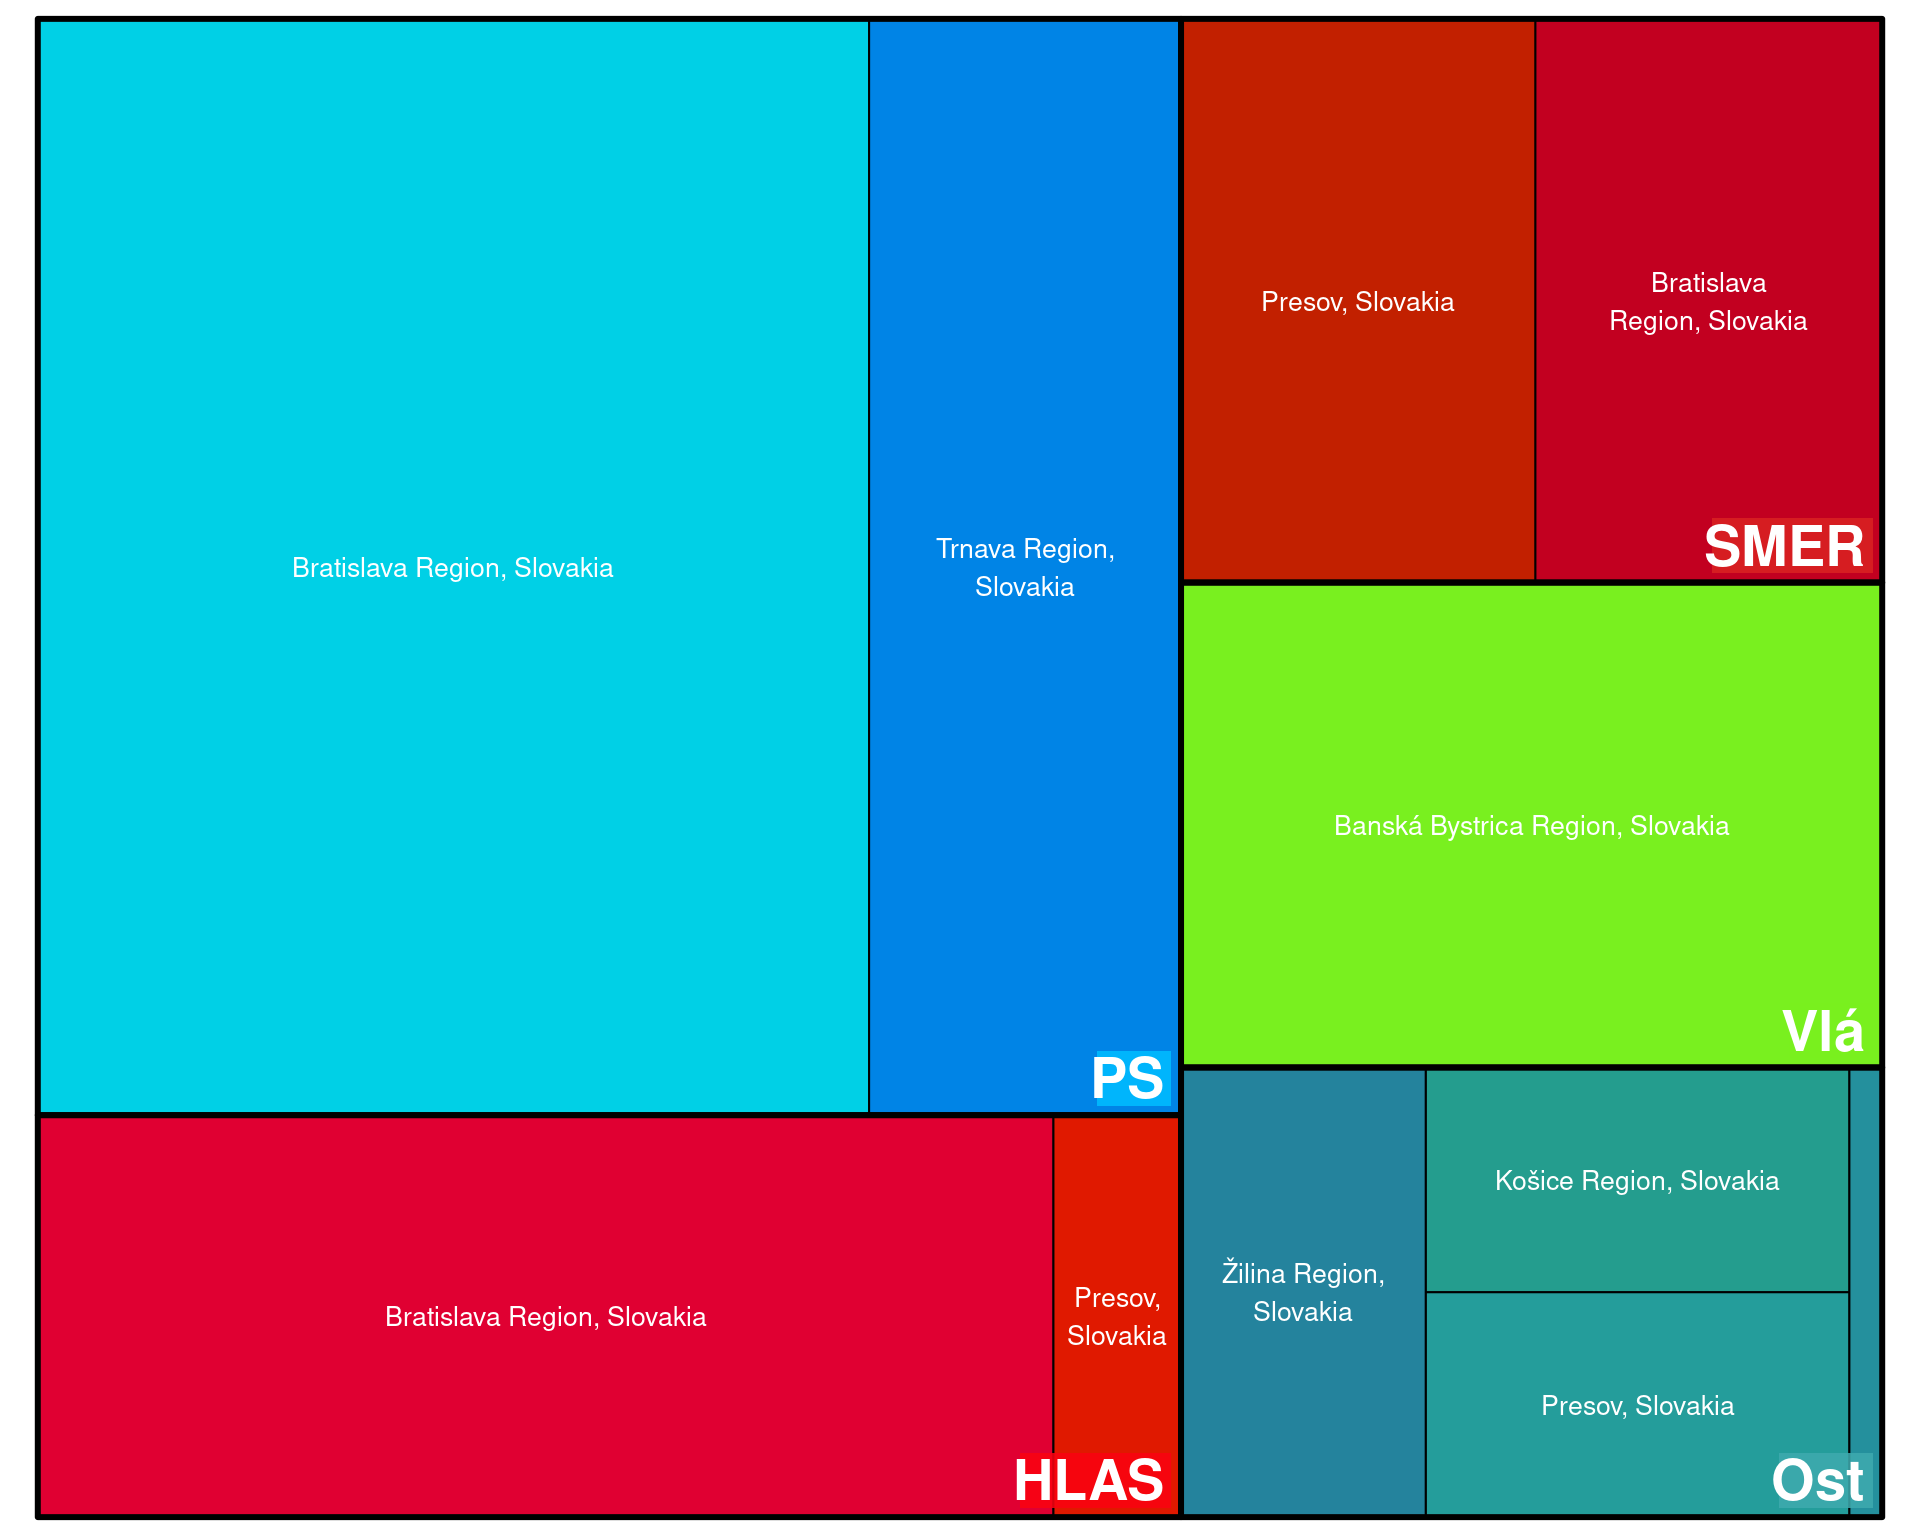 Bratislava Region, Slovakia
Trnava Region,
Slovakia
PS
Presov, Slovakia
Bratislava
Region, Slovakia
SMER
Banská Bystrica Region, Slovakia
Vlá
Bratislava Region, Slovakia
Presov,
Slovakia
HLAS
Žilina Region,
Slovakia
Košice Region, Slovakia
Presov, Slovakia
Ost